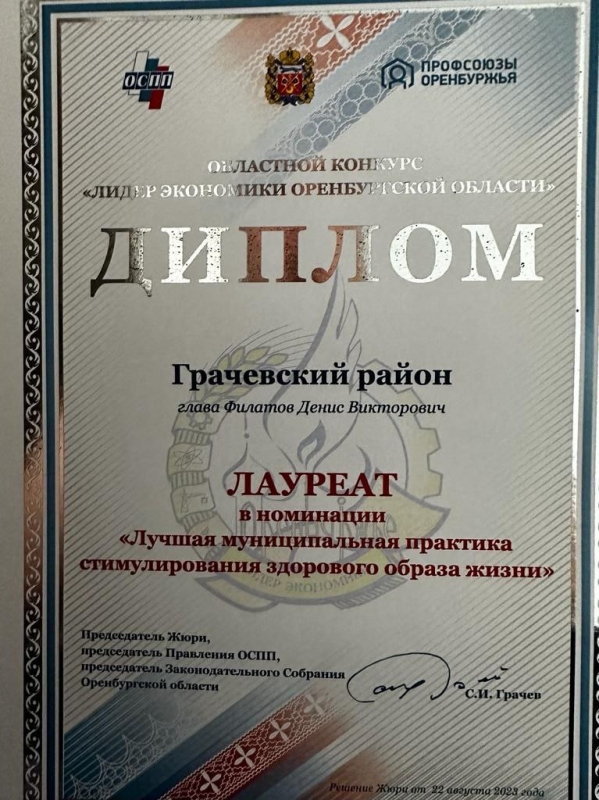 ОСПП
ПРОФСОЮЗЫ
ОРЕНБУРЖЬЯ
ОБЛАСТНОЙ КОНКУРС
«ЛИДЕР ЭКОНОМИКИ ОРЕНБУРГСКОЙ ОБЛАСТИ»
ДИПЛОМ
Грачевский район
глава Филатов Денис Викторович
ЛАУРЕАТ
в номинации
«Лучшая муниципальная практика
стимулирования здорового образа жизни»
ЛИДЕР ЭКОНОМИКИ
Председатель Жюри,
председатель Правления ОСПП,
председатель Законодательного Собрания
Оренбургской области
С.И. Грачев
Решение Жюри от 22 августа 2023 года